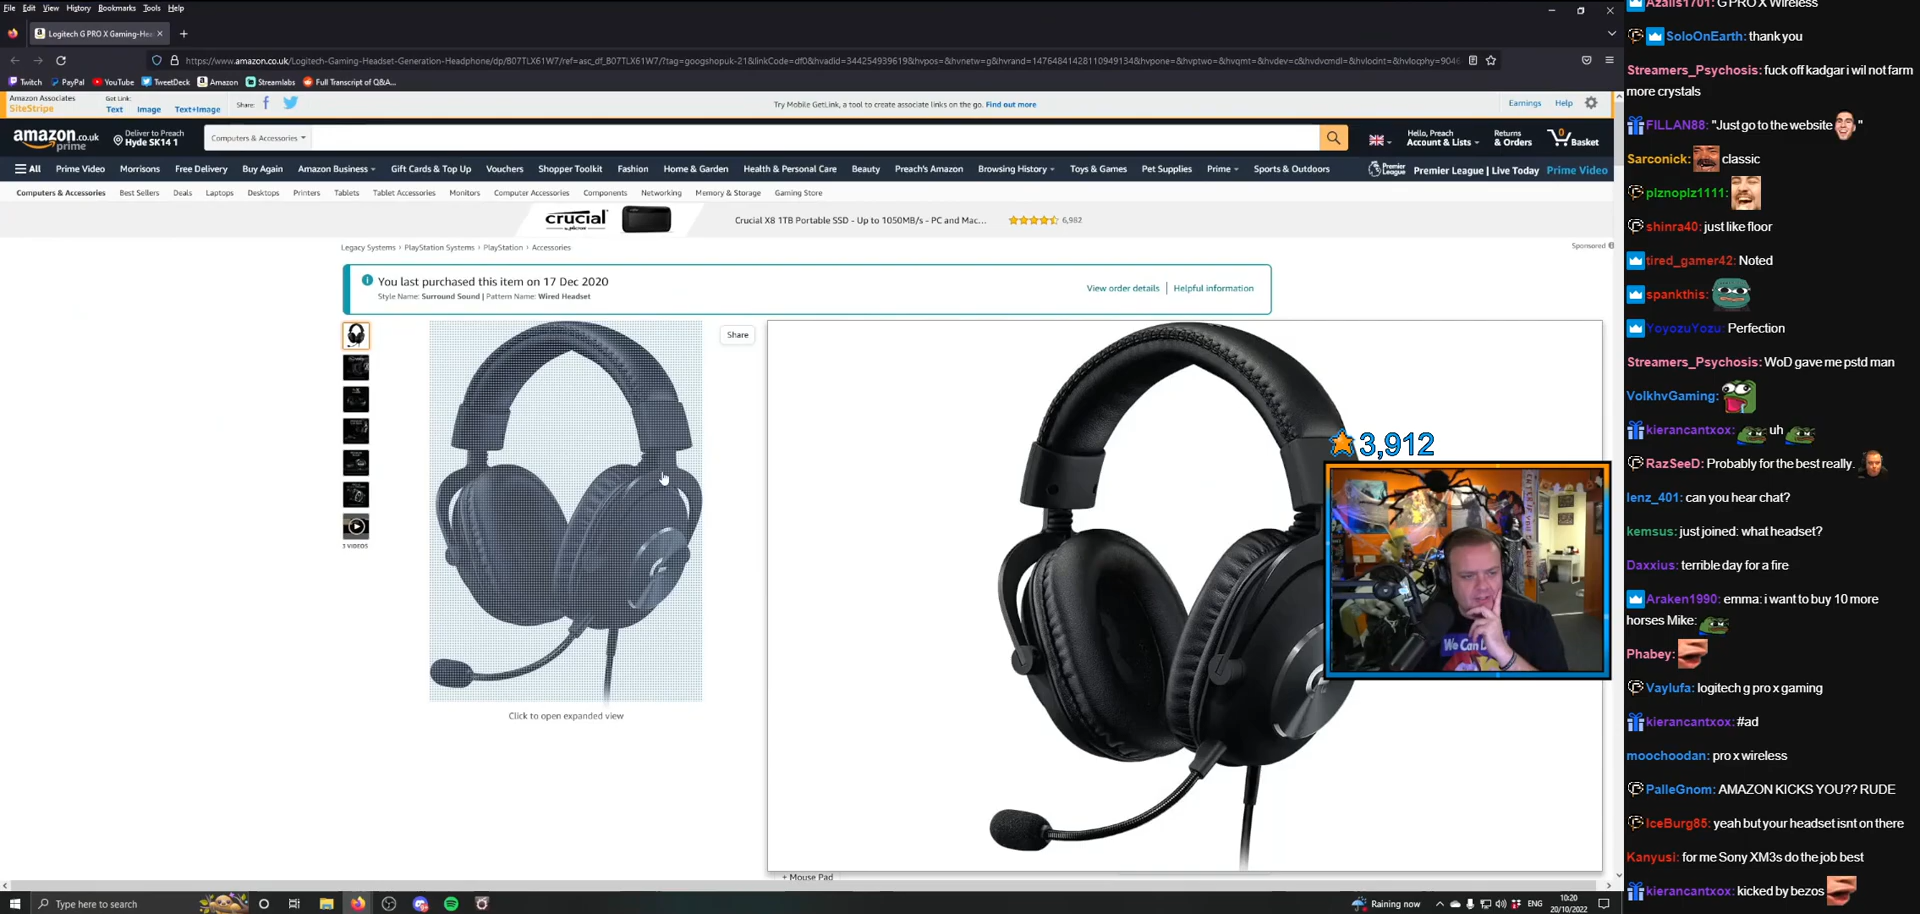 File Edit View History Bookmarks Tools Help
Logitech G PRO X Gaming-Hea
Twitch PayPal YouTube TweetDeck Amazon Streamlabs Full Transcript of Q&A...
Amazon Associates
SiteStripe
Get Link:
Text Image Text+Image
Share:
Try Mobile GetLink, a tool to create associate links on the go. Find out more
Earnings Help
amazon.co.uk
prime
Deliver to Preach
Hyde SK14 1
Computers & Accessories
Hello, Preach
Account & Lists
Returns
& Orders
0
Basket
All Prime Video Morrisons Free Delivery Buy Again Amazon Business Gift Cards & Top Up Vouchers Shopper Toolkit Fashion Home & Garden Health & Personal Care Beauty Preach's Amazon Browsing History Toys & Games Pet Supplies Prime Sports & Outdoors
Premier League
Premier League | Live Today Prime Video
Computers & Accessories Best Sellers Deals Laptops Desktops Printers Tablets Tablet Accessories Monitors Computer Accessories Components Networking Memory & Storage Gaming Store
crucial
Crucial X8 1TB Portable SSD - Up to 1050MB/s - PC and Mac...
6,982
Legacy Systems › PlayStation Systems › PlayStation › Accessories
Sponsored
You last purchased this item on 17 Dec 2020
Style Name: Surround Sound | Pattern Name: Wired Headset
View order details | Helpful information
Share
3,912
Click to open expanded view
+ Mouse Pad
We Can
Azalis1701: G PRO X Wireless
SoloOnEarth: thank you
Streamers_Psychosis: fuck off kadgar i wil not farm
more crystals
FILLAN88: "Just go to the website "
Sarconick: classic
plznoplz1111:
shinra40: just like floor
tired_gamer42: Noted
spankthis:
YoyozuYozu: Perfection
Streamers_Psychosis: WoD gave me pstd man
VolkhvGaming:
kierancantxox: uh
RazSeeD: Probably for the best really.
lenz_401: can you hear chat?
kemsus: just joined: what headset?
Daxxius: terrible day for a fire
Araken1990: emma: i want to buy 10 more
horses Mike:
Phabey:
Vaylufa: logitech g pro x gaming
kierancantxox: #ad
moochoodan: pro x wireless
PalleGnom: AMAZON KICKS YOU?? RUDE
IceBurg85: yeah but your headset isnt on there
Kanyusi: for me Sony XM3s do the job best
kierancantxox: kicked by bezos
Type here to search
Raining now
ENG
10:20
20/10/2022